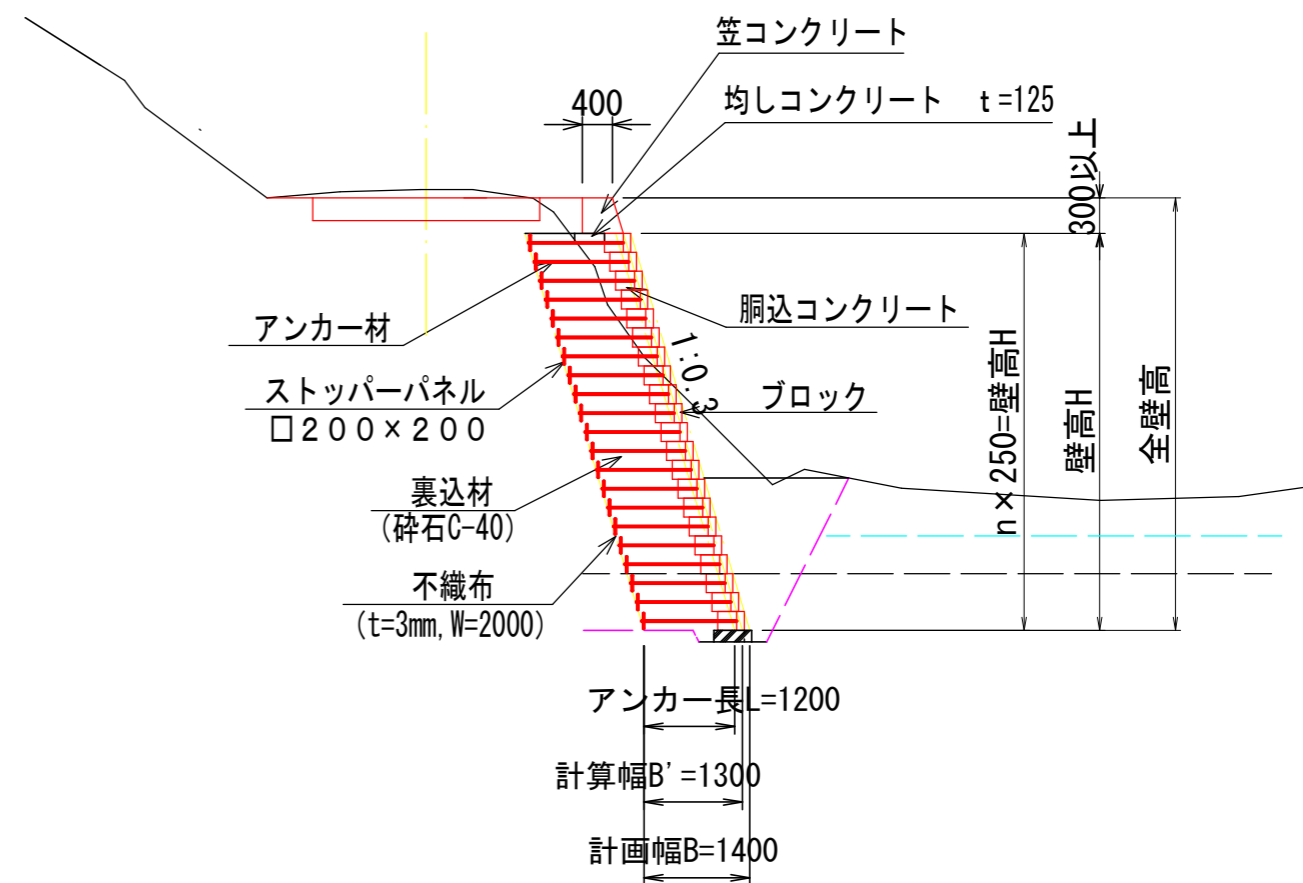 笠コンクリート
400
均しコンクリート t=125
300以上
アンカー材
胴込コンクリート
1:0.3
ストッパーパネル
□200×200
ブロック
n×250=壁高H
壁高H
全壁高
裏込材
(砕石C-40)
不織布
(t=3mm,W=2000)
アンカー長L=1200
計算幅B'=1300
計画幅B=1400